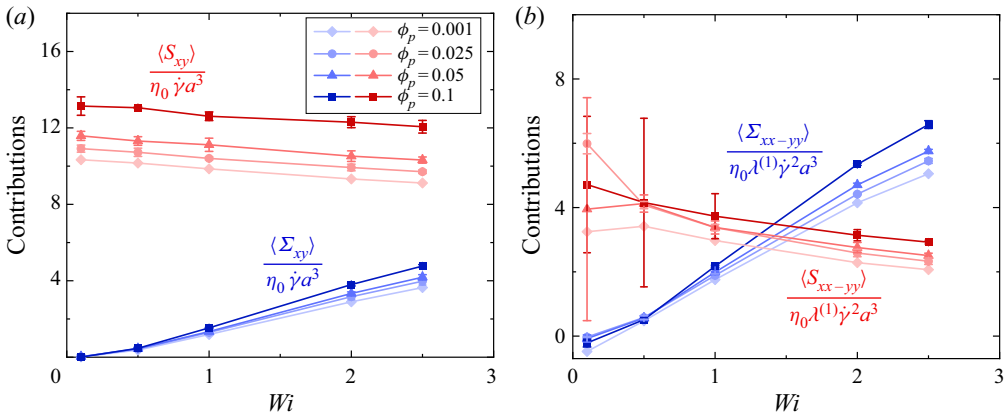 (a)
16
12
8
4
0
Contributions
⟨S_xy⟩
η_0 γ̇ a^3
ϕ_p = 0.001
ϕ_p = 0.025
ϕ_p = 0.05
ϕ_p = 0.1
⟨Σ_xy⟩
η_0 γ̇ a^3
1 2 3
Wi
(b)
8
4
0
Contributions
⟨Σ_xx−yy⟩
η_0 λ^(1) γ̇^2 a^3
⟨S_xx−yy⟩
η_0 λ^(1) γ̇^2 a^3
0 1 2 3
Wi